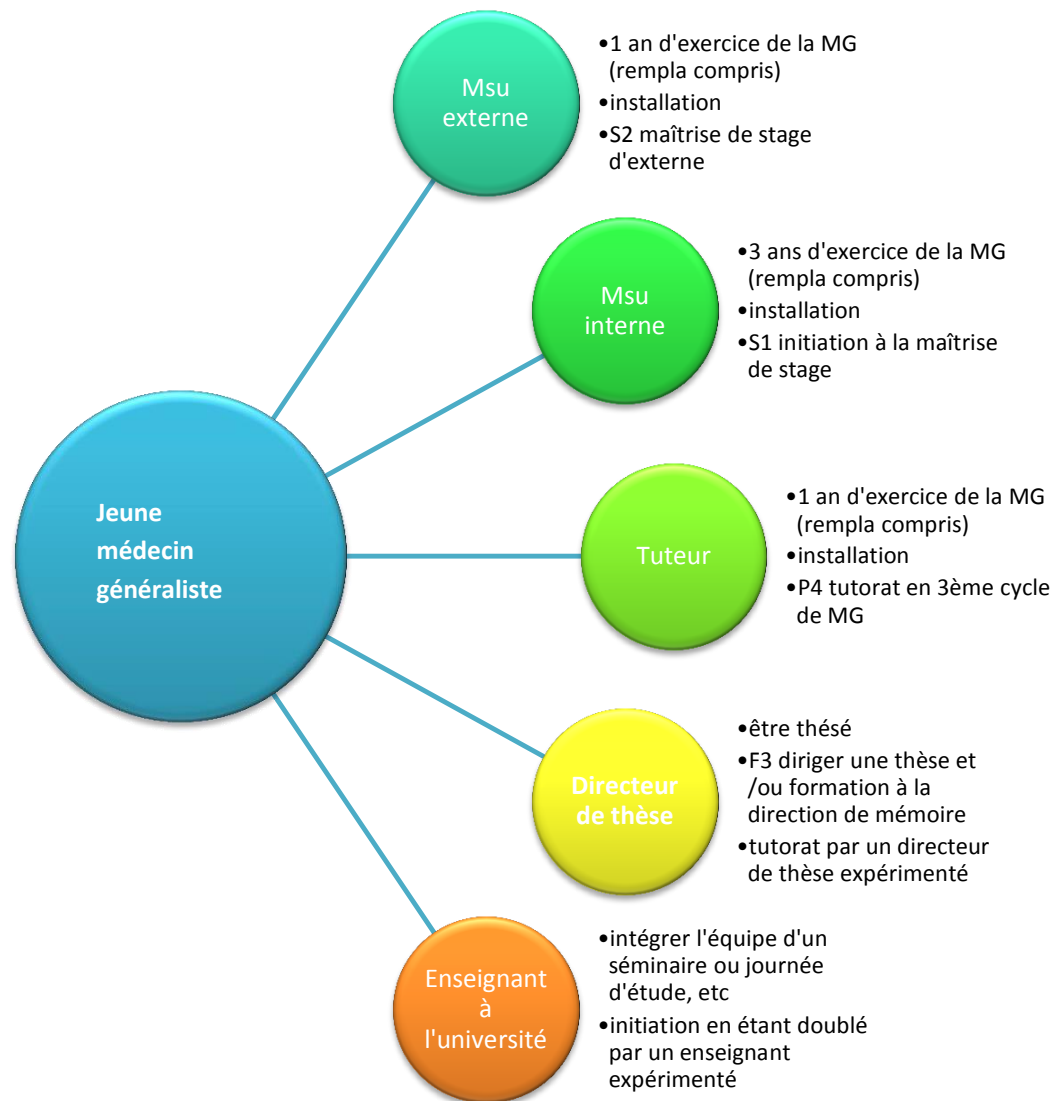 Msu
externe
•1 an d'exercice de la MG
(rempla compris)
•installation
•S2 maîtrise de stage
d'externe
Msu
interne
•3 ans d'exercice de la MG
(rempla compris)
•installation
•S1 initiation à la maîtrise
de stage
Jeune
médecin
généraliste
Tuteur
•1 an d'exercice de la MG
(rempla compris)
•installation
•P4 tutorat en 3ème cycle
de MG
Directeur
de thèse
•être thésé
•F3 diriger une thèse et
/ou formation à la
direction de mémoire
•tutorat par un directeur
de thèse expérimenté
Enseignant
à
l'université
•intégrer l'équipe d'un
séminaire ou journée
d'étude, etc
•initiation en étant doublé
par un enseignant
expérimenté